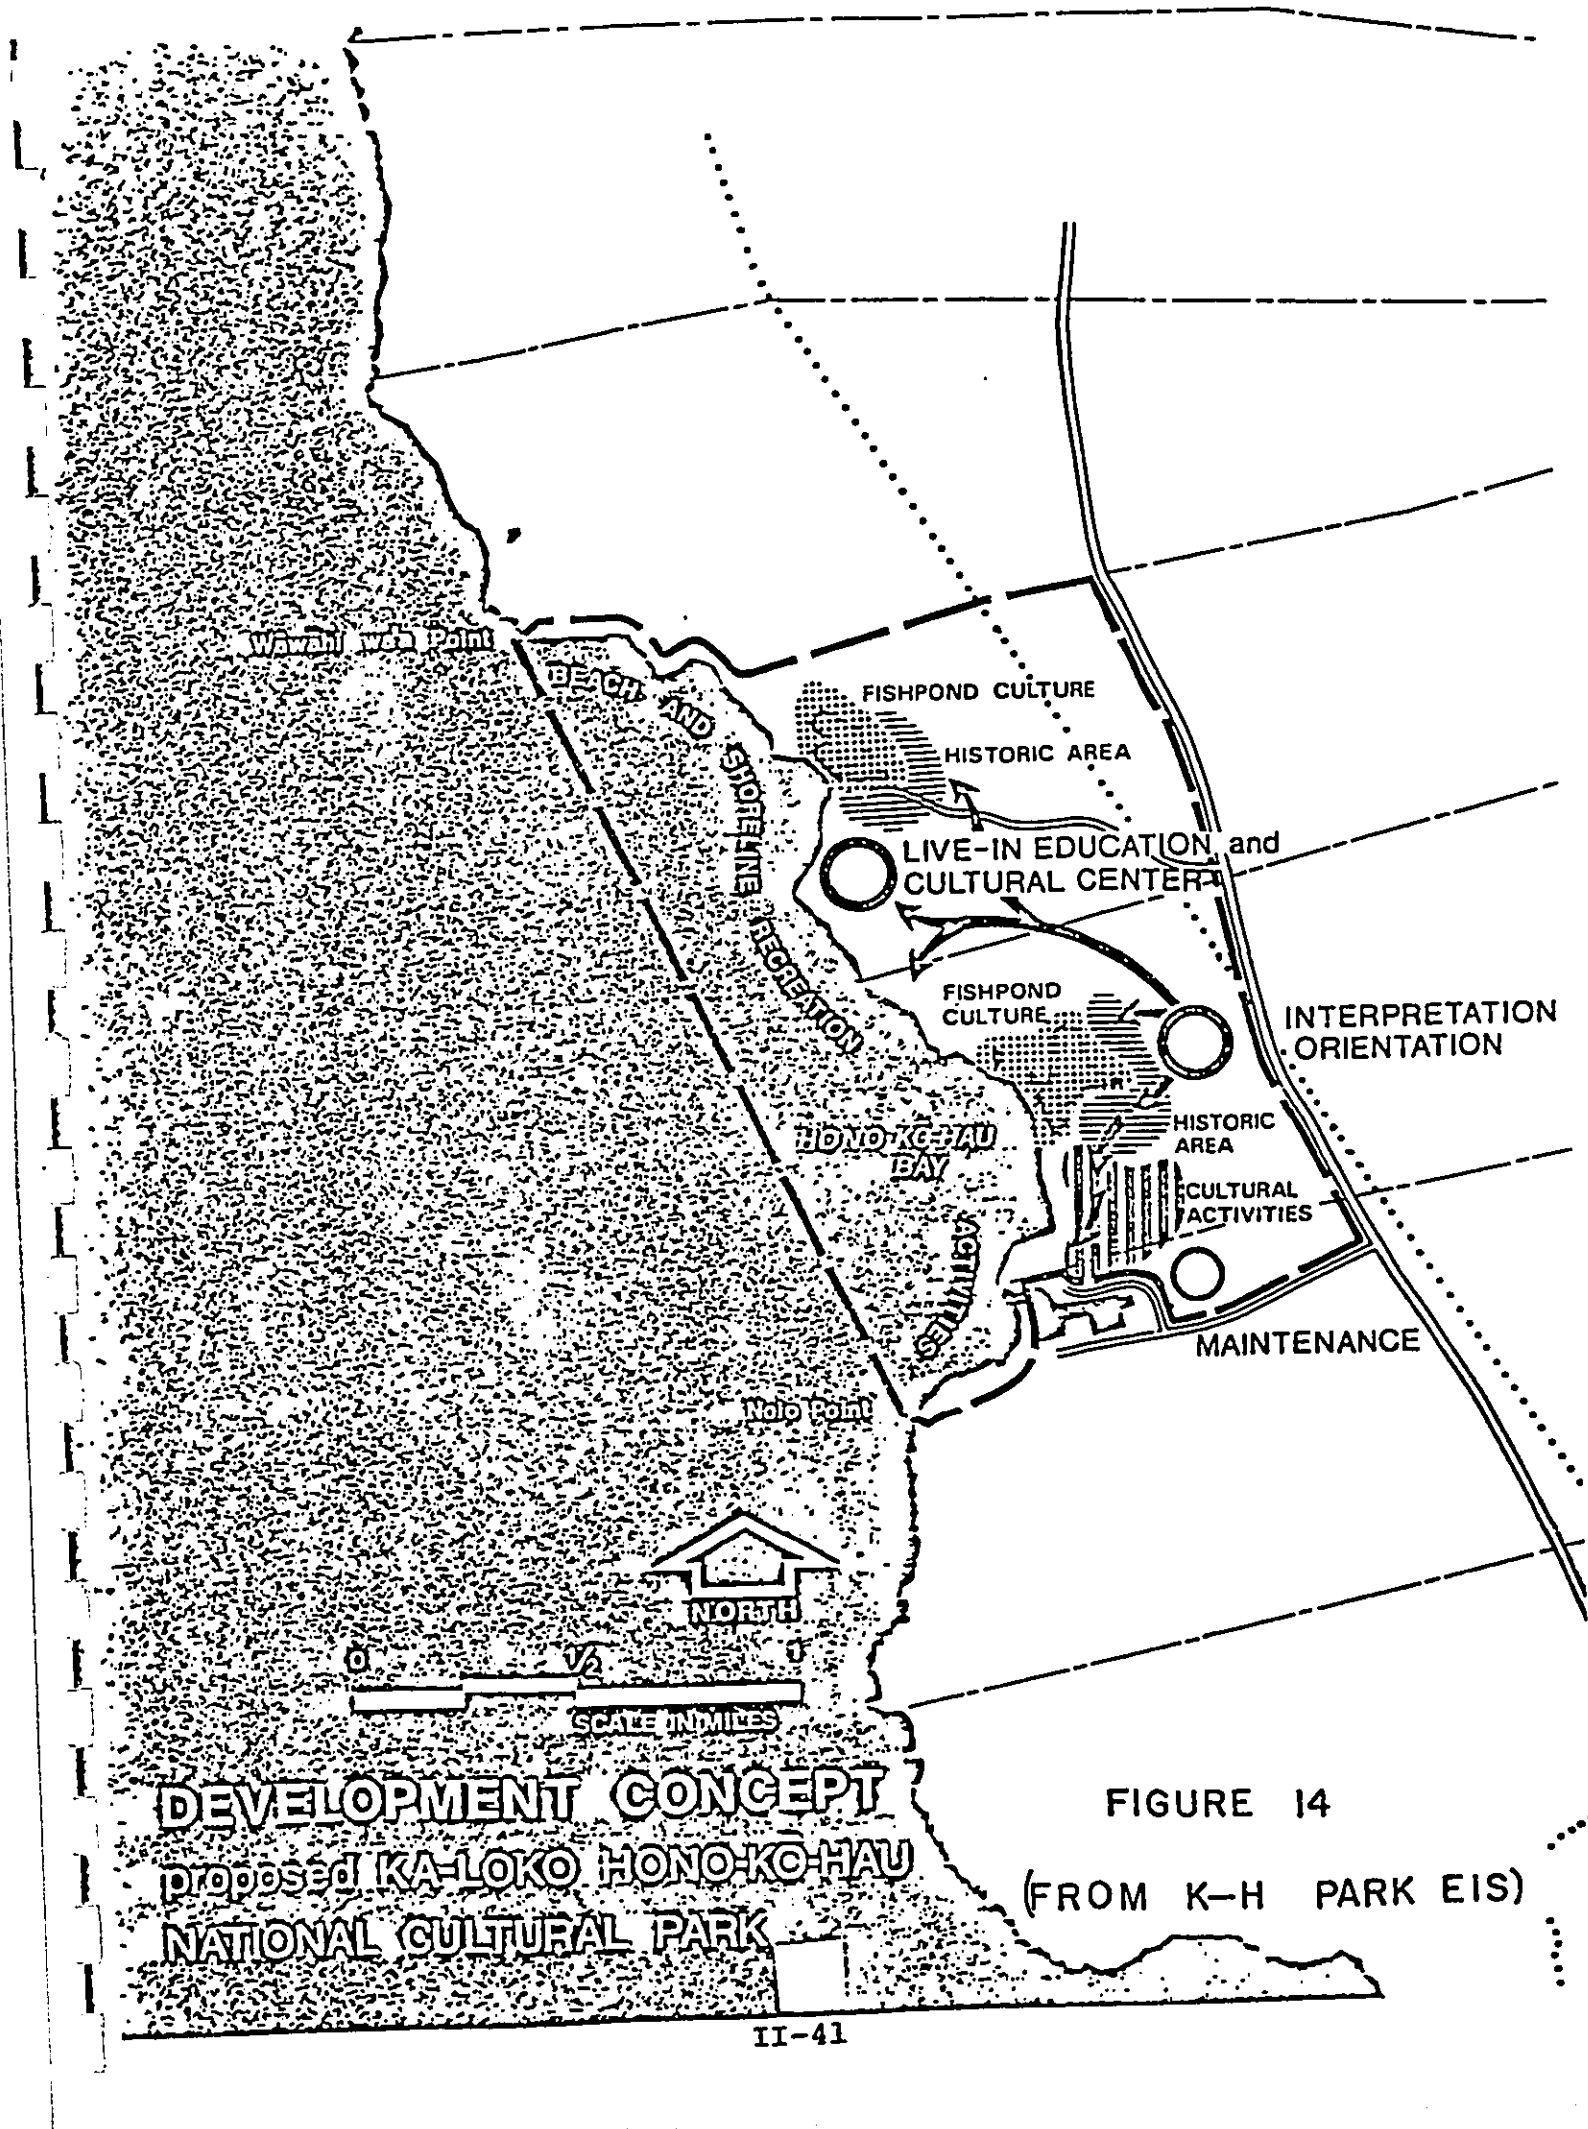 Wawahi wa'a Point
BEACH AND SHORELINE RECREATION
ACTIVITIES
FISHPOND CULTURE
HISTORIC AREA
LIVE-IN EDUCATION and
CULTURAL CENTER
FISHPOND
CULTURE
INTERPRETATION
ORIENTATION
HONO-KO-HAU
BAY
HISTORIC
AREA
CULTURAL
ACTIVITIES
MAINTENANCE
Noio Point
NORTH
0 1/2 1
SCALE IN MILES
DEVELOPMENT CONCEPT
proposed KA-LOKO HONO-KO-HAU
NATIONAL CULTURAL PARK
FIGURE 14
(FROM K-H PARK EIS)
II-41